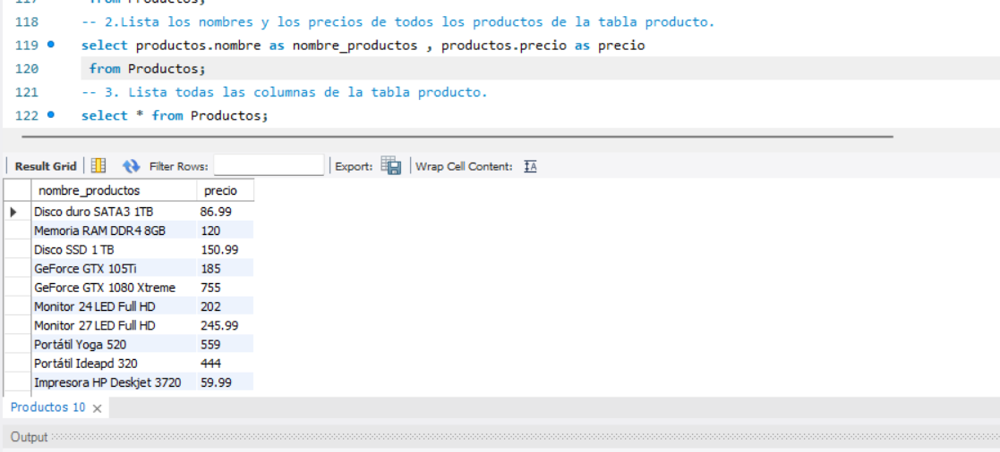 117 from Productos;
118 -- 2.Lista los nombres y los precios de todos los productos de la tabla producto.
119 select productos.nombre as nombre_productos , productos.precio as precio
120 from Productos;
121 -- 3. Lista todas las columnas de la tabla producto.
122 select * from Productos;
Result Grid Filter Rows: Export: Wrap Cell Content: IA
nombre_productos precio
Disco duro SATA3 1TB 86.99
Memoria RAM DDR4 8GB 120
Disco SSD 1 TB 150.99
GeForce GTX 105Ti 185
GeForce GTX 1080 Xtreme 755
Monitor 24 LED Full HD 202
Monitor 27 LED Full HD 245.99
Portátil Yoga 520 559
Portátil Ideapd 320 444
Impresora HP Deskjet 3720 59.99
Productos 10
Output